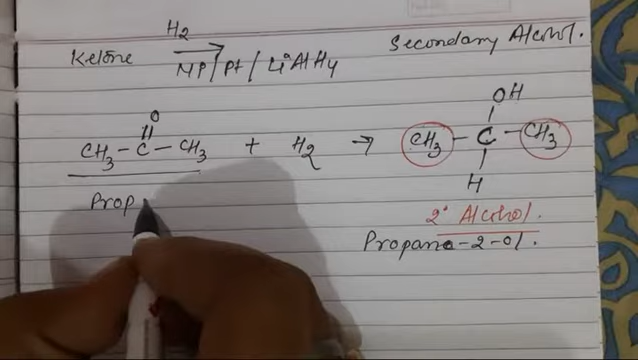 Ketone H2 → Ni/Pt/LiAlH4 Secondary Alcohol.
OH
O
CH3 - C - CH3 + H2 → CH3 - C - CH3
H
Prop
2° Alcohol.
Propane-2-ol.